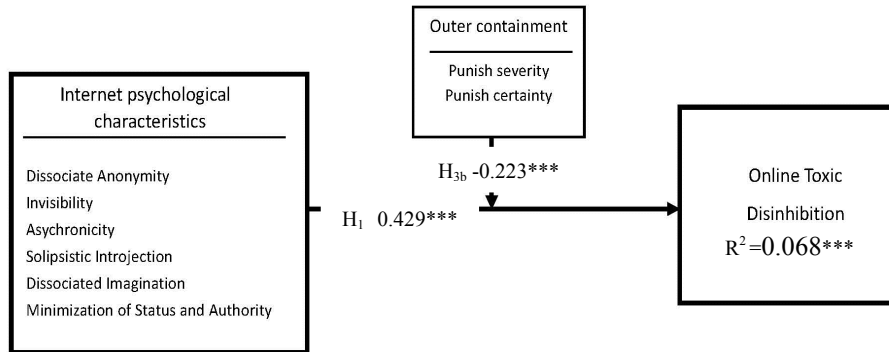 Outer containment
Punish severity
Punish certainty
Internet psychological
characteristics
Dissociate Anonymity
Invisibility
Asychronicity
Solipsistic Introjection
Dissociated Imagination
Minimization of Status and Authority
H3b -0.223***
H1 0.429***
Online Toxic
Disinhibition
R²=0.068***